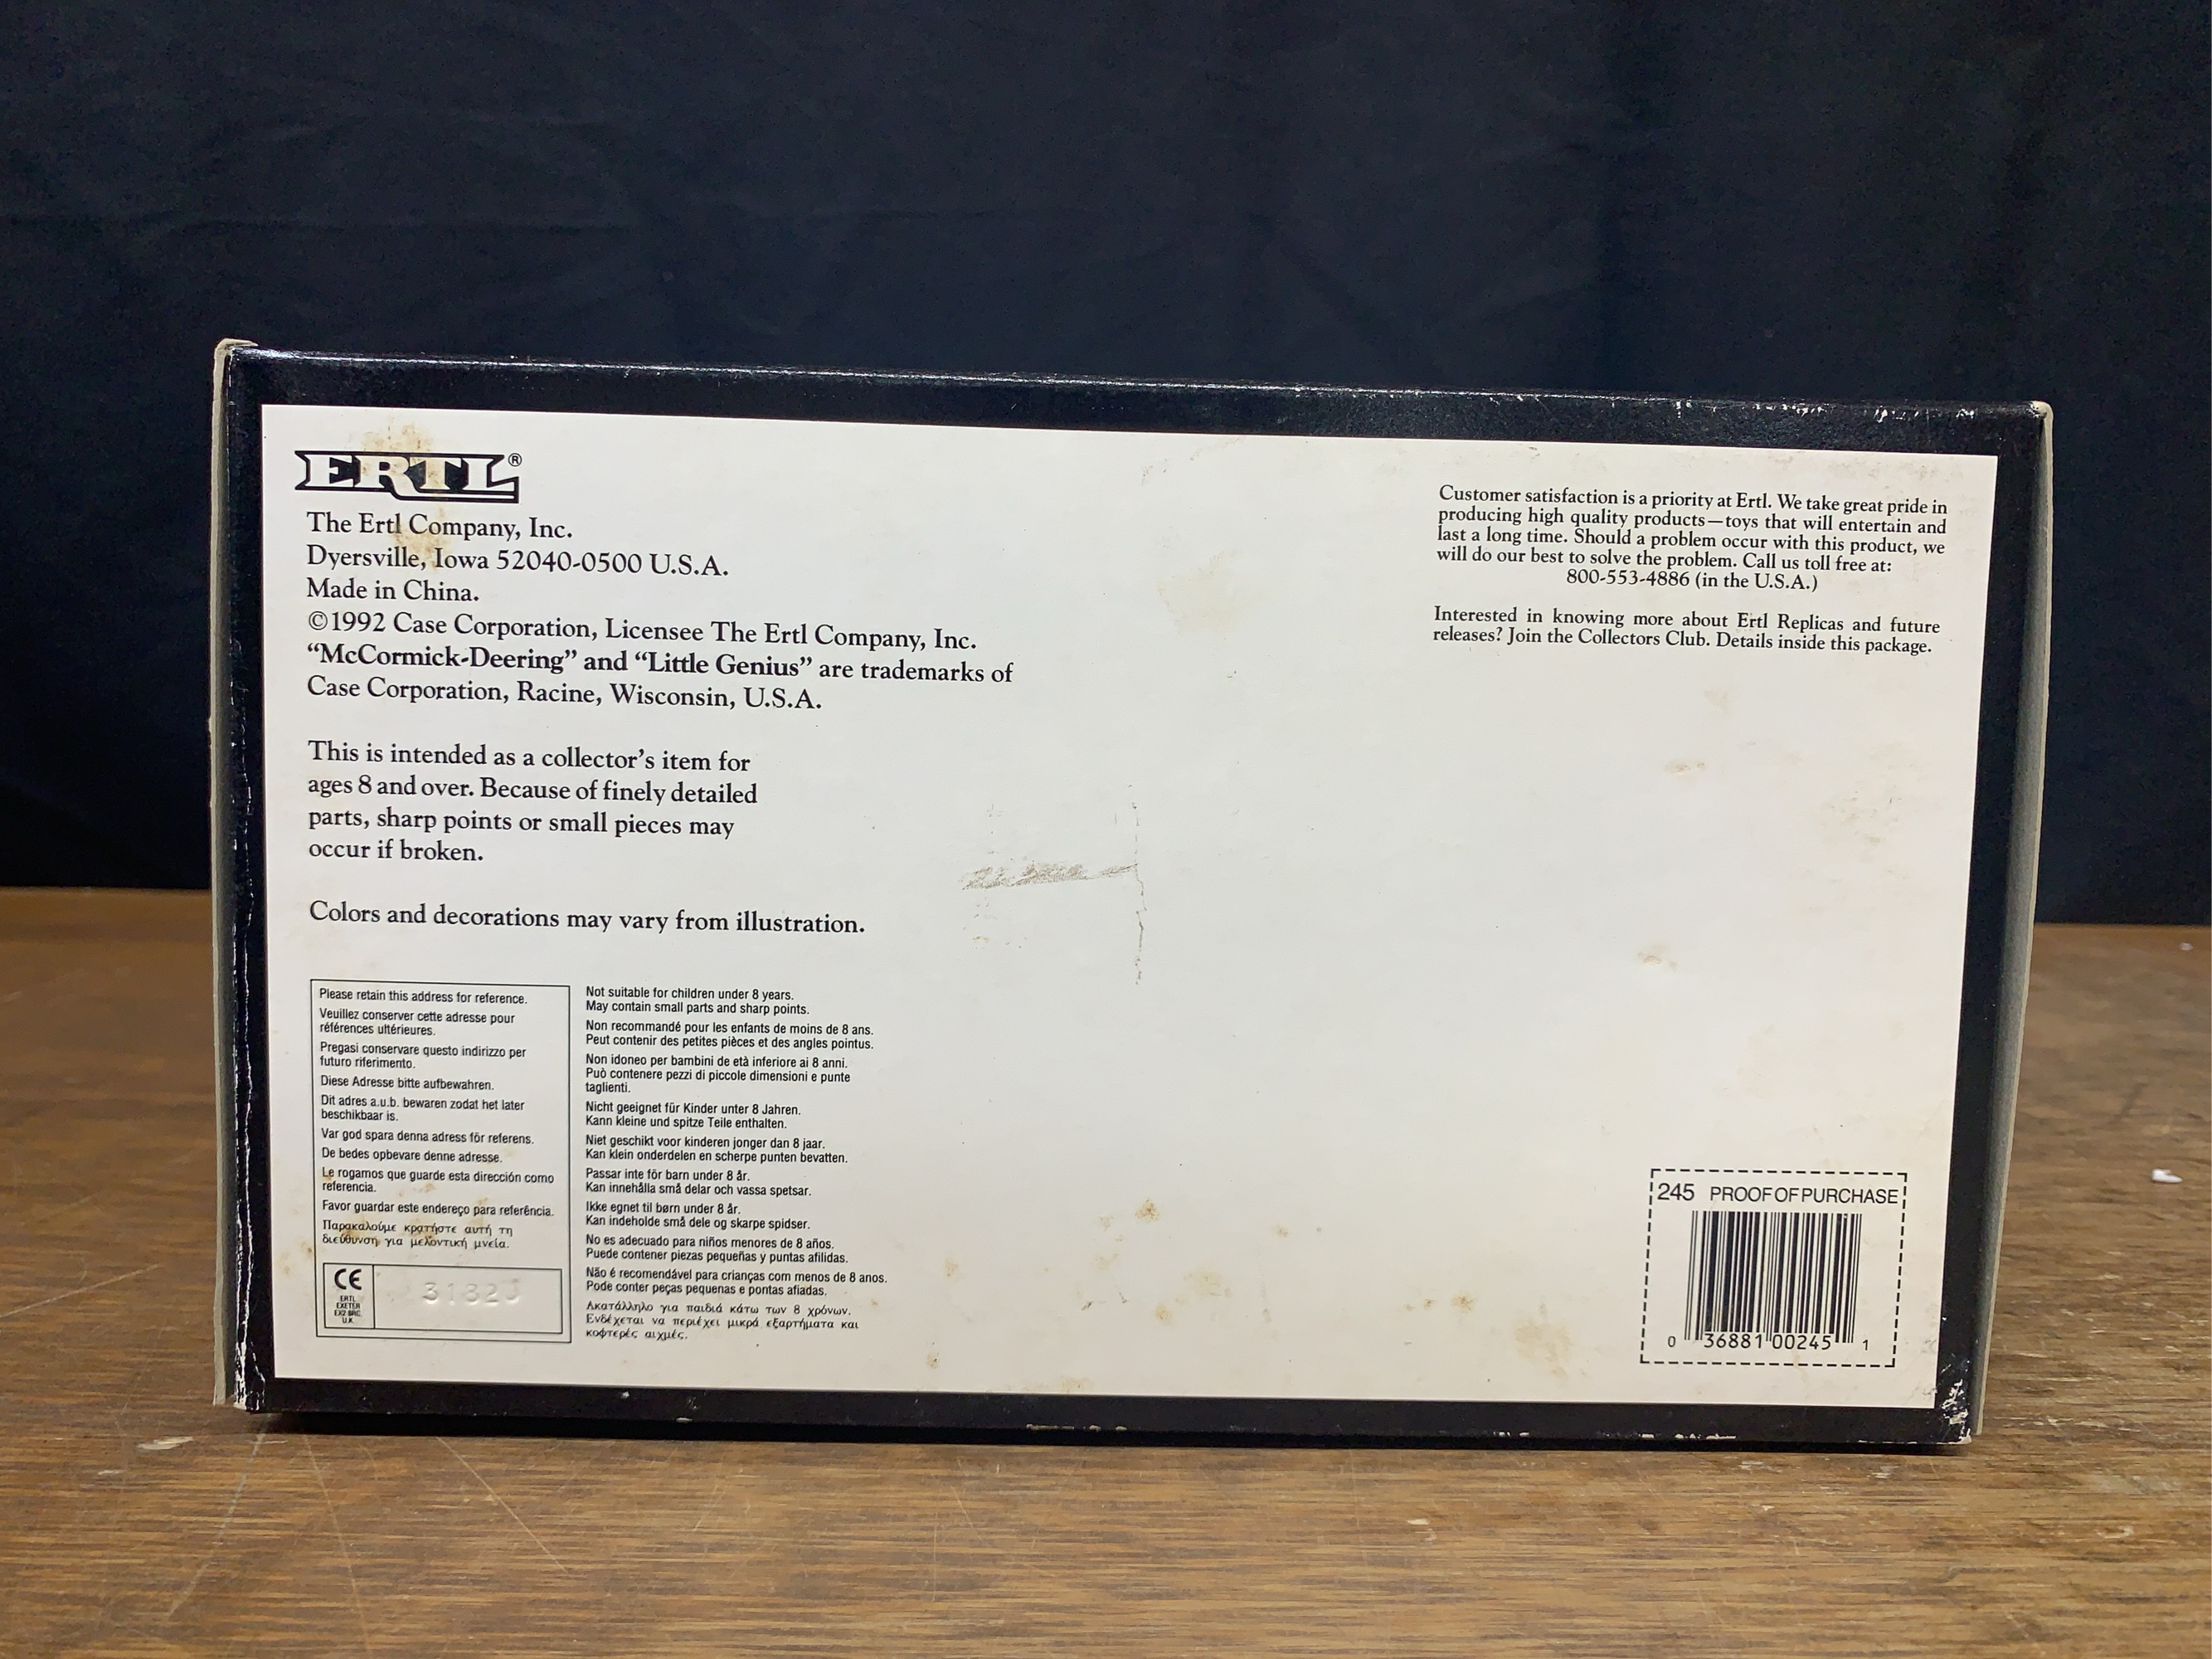 ERTL®
The Ertl Company, Inc.
Dyersville, Iowa 52040-0500 U.S.A.
Made in China.
©1992 Case Corporation, Licensee The Ertl Company, Inc.
“McCormick-Deering” and “Little Genius” are trademarks of
Case Corporation, Racine, Wisconsin, U.S.A.
This is intended as a collector’s item for
ages 8 and over. Because of finely detailed
parts, sharp points or small pieces may
occur if broken.
Colors and decorations may vary from illustration.
Please retain this address for reference.
Veuillez conserver cette adresse pour
références ultérieures.
Pregasi conservare questo indirizzo per
futuro riferimento.
Diese Adresse bitte aufbewahren.
Dit adres a.u.b. bewaren zodat het later
beschikbaar is.
Var god spara denna adress för referens.
De bedes opbevare denne adresse.
Le rogamos que guarde esta dirección como
referencia.
Favor guardar este endereço para referência.
Παρακαλούμε κρατήστε αυτή τη
διεύθυνση για μελοντική μνεία.
CE
ERTL
EXETER
EX2 8RC
U.K.
3182J
Not suitable for children under 8 years.
May contain small parts and sharp points.
Non recommandé pour les enfants de moins de 8 ans.
Peut contenir des petites pièces et des angles pointus.
Non idoneo per bambini de età inferiore ai 8 anni.
Può contenere pezzi di piccole dimensioni e punte
taglienti.
Nicht geeignet für Kinder unter 8 Jahren.
Kann kleine und spitze Teile enthalten.
Niet geschikt voor kinderen jonger dan 8 jaar.
Kan klein onderdelen en scherpe punten bevatten.
Passar inte för barn under 8 år.
Kan innehålla små delar och vassa spetsar.
Ikke egnet til børn under 8 år.
Kan indeholde små dele og skarpe spidser.
No es adecuado para niños menores de 8 años.
Puede contener piezas pequeñas y puntas afilidas.
Não é recomendável para crianças com menos de 8 anos.
Pode conter peças pequenas e pontas afiadas.
Ακατάλληλο για παιδιά κάτω των 8 χρόνων.
Ενδέχεται να περιέχει μικρά εξαρτήματα και
κοφτερές αιχμές.
Customer satisfaction is a priority at Ertl. We take great pride in
producing high quality products—toys that will entertain and
last a long time. Should a problem occur with this product, we
will do our best to solve the problem. Call us toll free at:
800-553-4886 (in the U.S.A.)
Interested in knowing more about Ertl Replicas and future
releases? Join the Collectors Club. Details inside this package.
245 PROOF OF PURCHASE
0 36881 00245 1